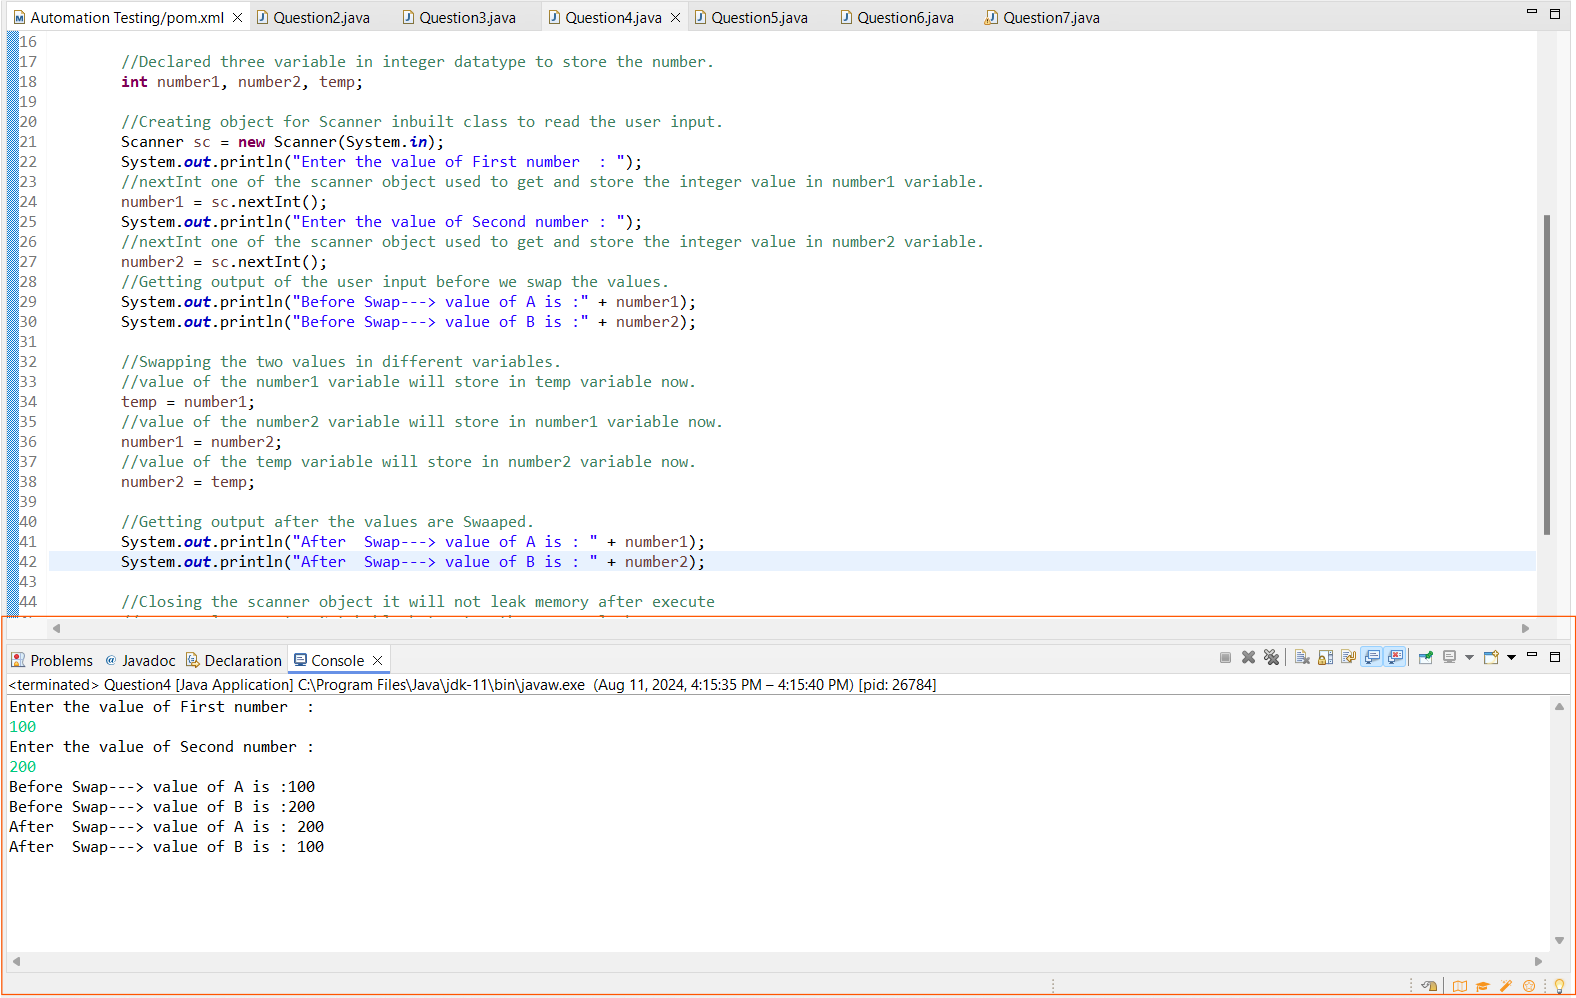 Automation Testing/pom.xml Question2.java Question3.java Question4.java Question5.java Question6.java Question7.java
16
17 //Declared three variable in integer datatype to store the number.
18 int number1, number2, temp;
19
20 //Creating object for Scanner inbuilt class to read the user input.
21 Scanner sc = new Scanner(System.in);
22 System.out.println("Enter the value of First number  : ");
23 //nextInt one of the scanner object used to get and store the integer value in number1 variable.
24 number1 = sc.nextInt();
25 System.out.println("Enter the value of Second number : ");
26 //nextInt one of the scanner object used to get and store the integer value in number2 variable.
27 number2 = sc.nextInt();
28 //Getting output of the user input before we swap the values.
29 System.out.println("Before Swap---> value of A is :" + number1);
30 System.out.println("Before Swap---> value of B is :" + number2);
31
32 //Swapping the two values in different variables.
33 //value of the number1 variable will store in temp variable now.
34 temp = number1;
35 //value of the number2 variable will store in number1 variable now.
36 number1 = number2;
37 //value of the temp variable will store in number2 variable now.
38 number2 = temp;
39
40 //Getting output after the values are Swaaped.
41 System.out.println("After  Swap---> value of A is : " + number1);
42 System.out.println("After  Swap---> value of B is : " + number2);
43
44 //Closing the scanner object it will not leak memory after execute
Problems @ Javadoc Declaration Console
<terminated> Question4 [Java Application] C:\Program Files\Java\jdk-11\bin\javaw.exe (Aug 11, 2024, 4:15:35 PM – 4:15:40 PM) [pid: 26784]
Enter the value of First number  :
100
Enter the value of Second number :
200
Before Swap---> value of A is :100
Before Swap---> value of B is :200
After  Swap---> value of A is : 200
After  Swap---> value of B is : 100